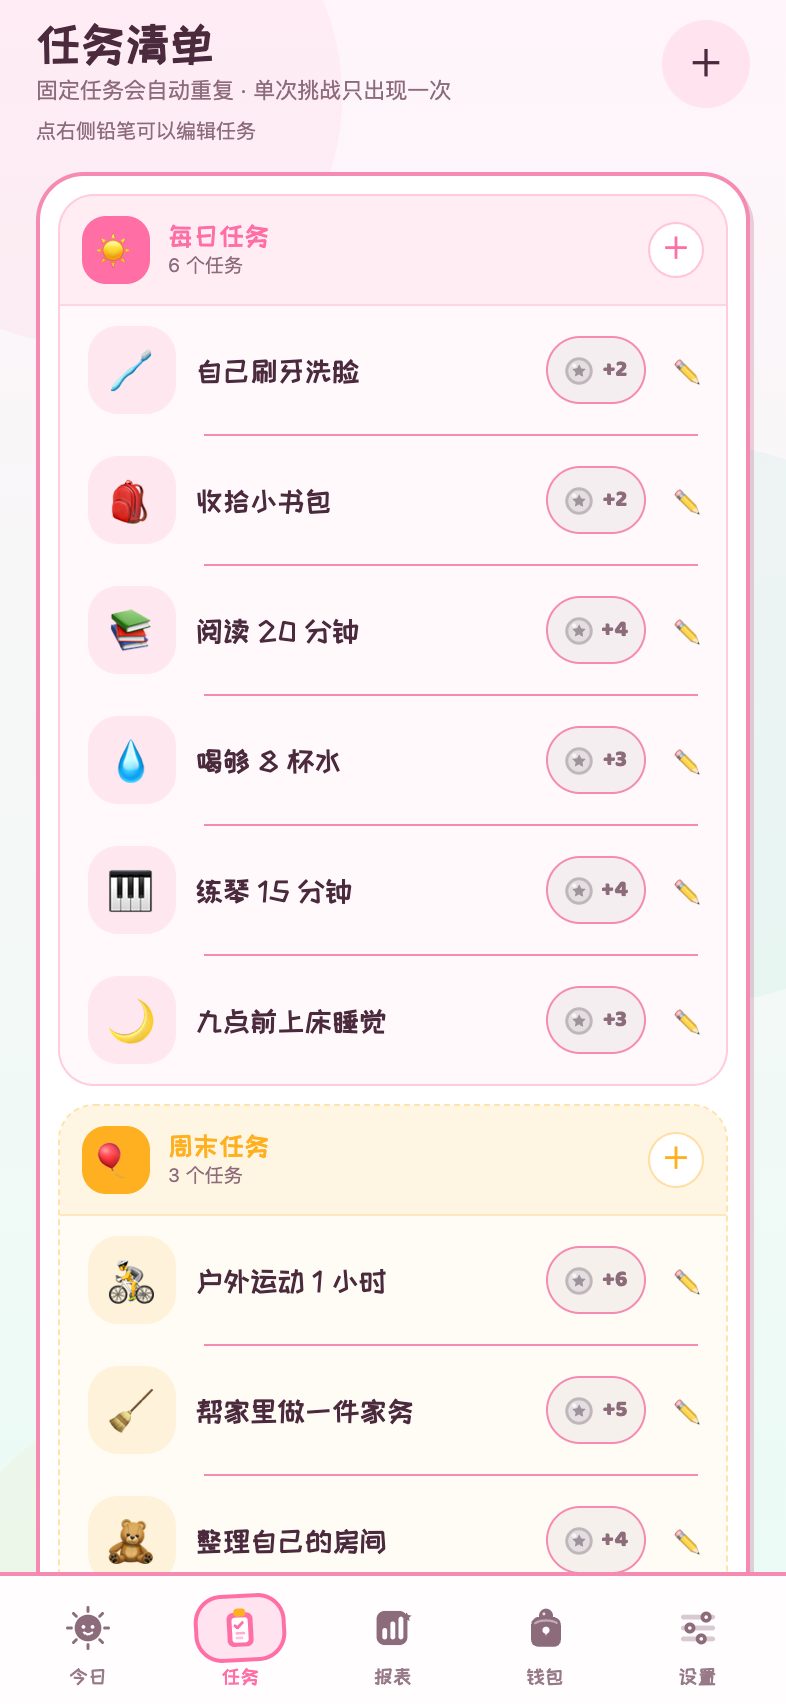 任务清单
固定任务会自动重复 · 单次挑战只出现一次
点右侧铅笔可以编辑任务
每日任务
6 个任务
自己刷牙洗脸 +2
收拾小书包 +2
阅读 20 分钟 +4
喝够 8 杯水 +3
练琴 15 分钟 +4
九点前上床睡觉 +3
周末任务
3 个任务
户外运动 1 小时 +6
帮家里做一件家务 +5
整理自己的房间 +4
今日 任务 报表 钱包 设置